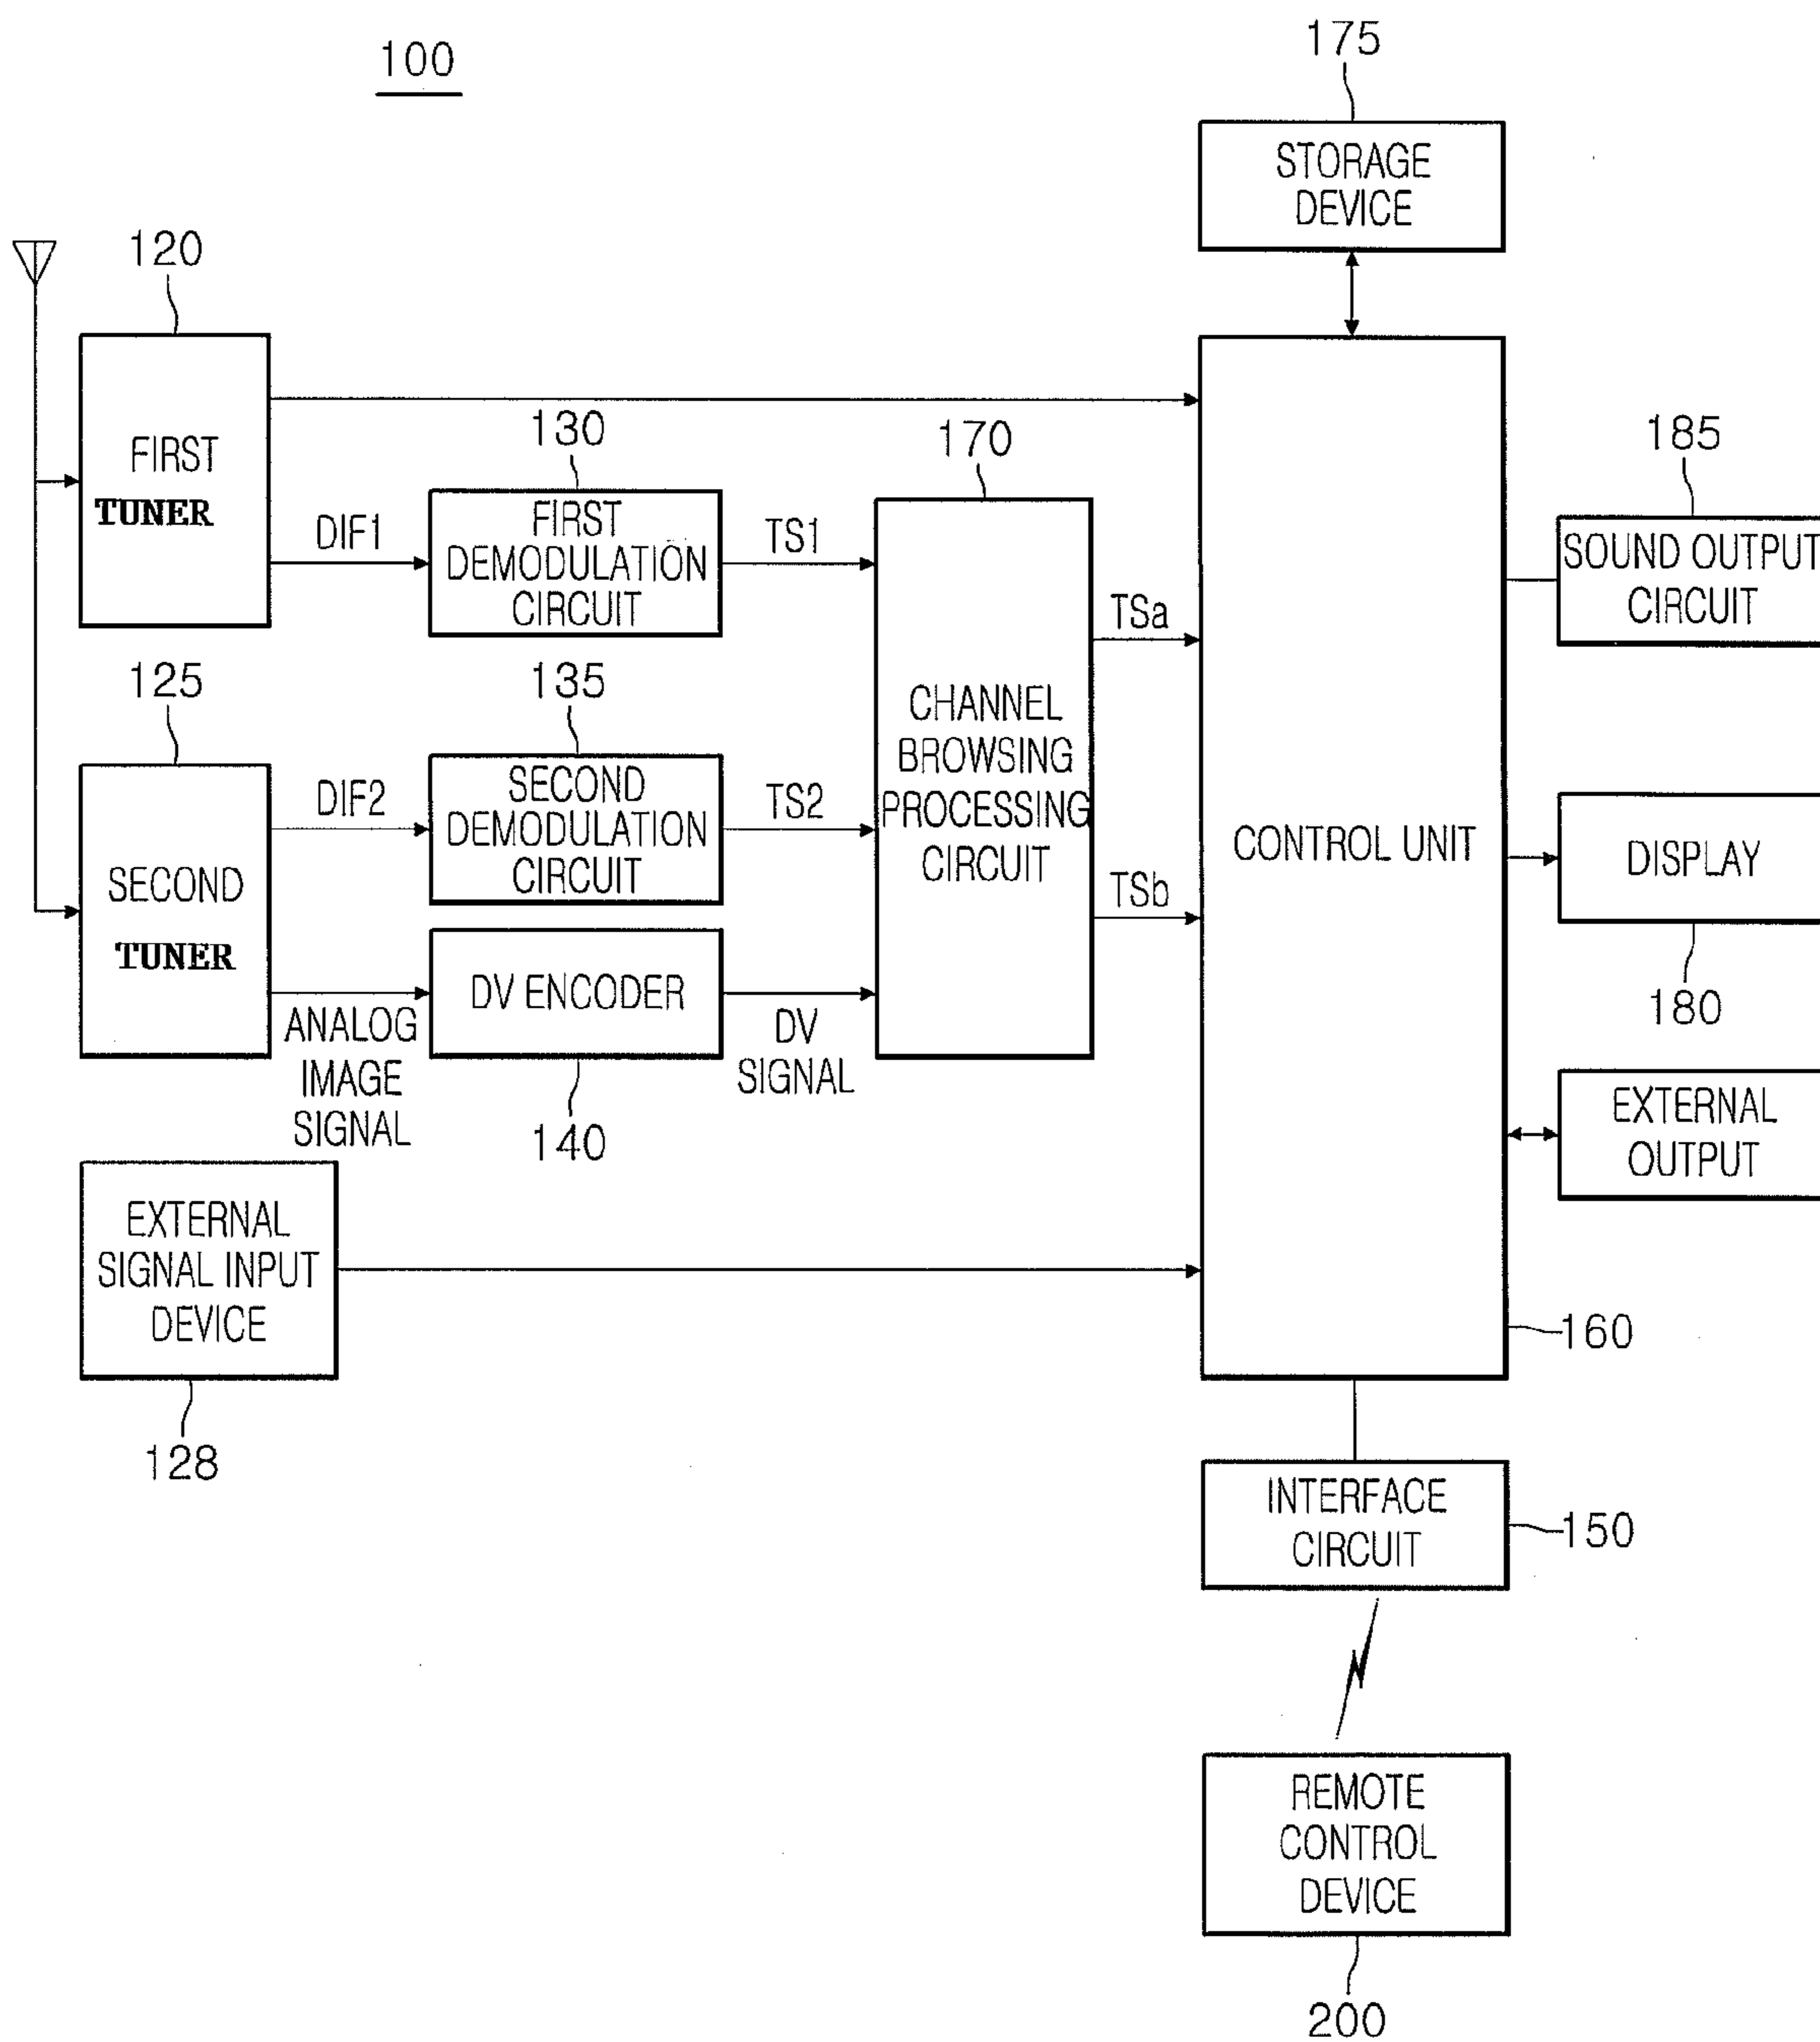 100
175
STORAGE
DEVICE
120
FIRST
TUNER
130
170
185
DIF1
FIRST
DEMODULATION
CIRCUIT
TS1
SOUND OUTPUT
CIRCUIT
TSa
125
135
CHANNEL
BROWSING
PROCESSING
CIRCUIT
SECOND
TUNER
DIF2
SECOND
DEMODULATION
CIRCUIT
TS2
CONTROL UNIT
DISPLAY
180
TSb
DV ENCODER
ANALOG
IMAGE
SIGNAL
DV
SIGNAL
140
EXTERNAL
OUTPUT
EXTERNAL
SIGNAL INPUT
DEVICE
128
160
INTERFACE
CIRCUIT
150
REMOTE
CONTROL
DEVICE
200